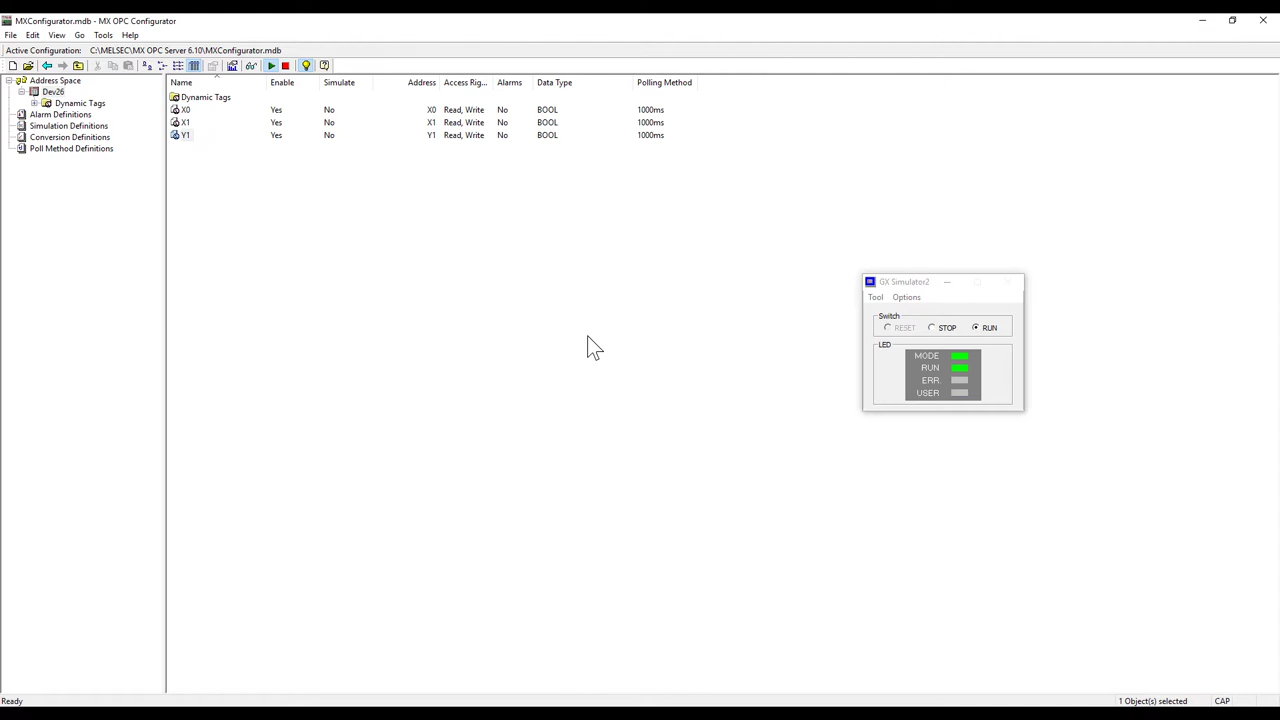 MXConfigurator.mdb - MX OPC Configurator
File Edit View Go Tools Help
Active Configuration: C:\MELSEC\MX OPC Server 6.10\MXConfigurator.mdb
Address Space
Dev26
Dynamic Tags
Alarm Definitions
Simulation Definitions
Conversion Definitions
Poll Method Definitions
Name Enable Simulate Address Access Rig... Alarms Data Type Polling Method
Dynamic Tags
X0 Yes No X0 Read, Write No BOOL 1000ms
X1 Yes No X1 Read, Write No BOOL 1000ms
Y1 Yes No Y1 Read, Write No BOOL 1000ms
GX Simulator2
Tool Options
Switch
RESET STOP RUN
LED
MODE
RUN
ERR.
USER
Ready 1 Object(s) selected CAP